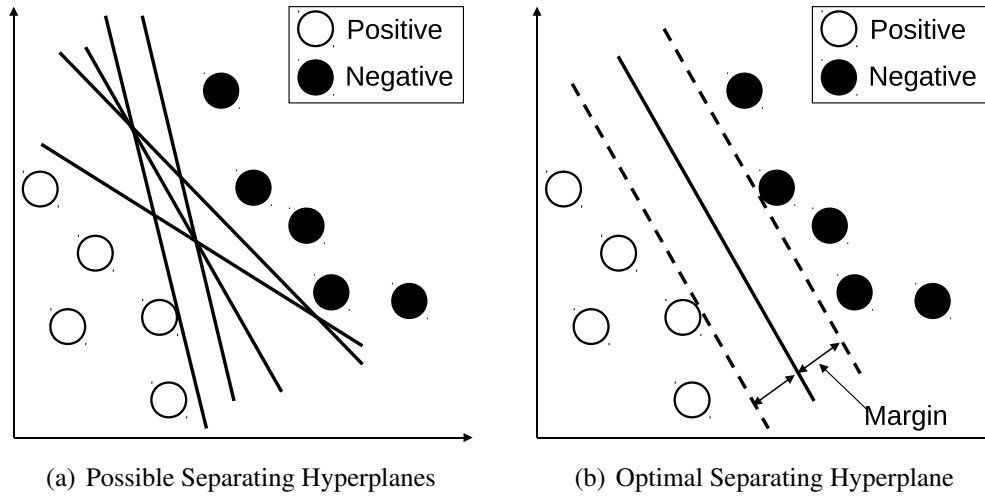 Positive
Negative
Positive
Negative
Margin
(a) Possible Separating Hyperplanes
(b) Optimal Separating Hyperplane